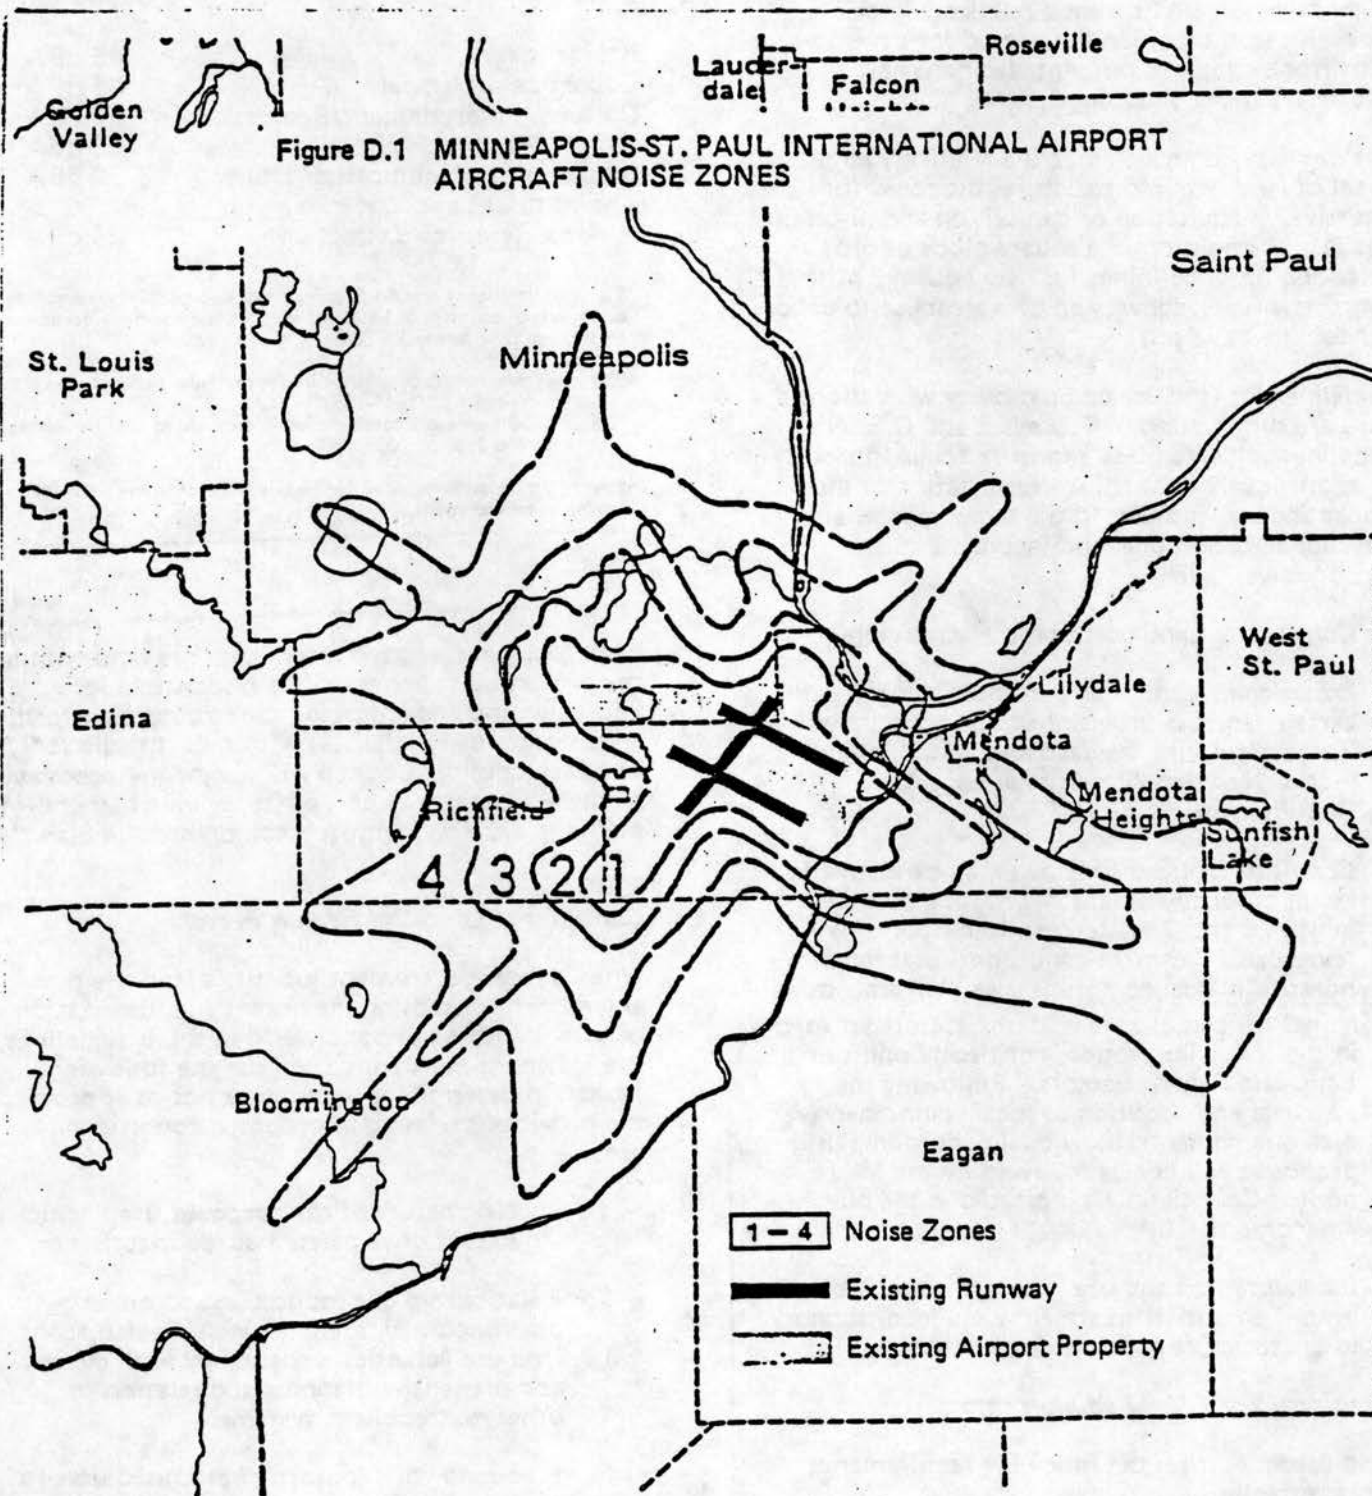 Roseville
Lauder-
dale
Falcon
Golden
Valley
Figure D.1 MINNEAPOLIS-ST. PAUL INTERNATIONAL AIRPORT
AIRCRAFT NOISE ZONES
Saint Paul
St. Louis
Park
Minneapolis
West
St. Paul
Edina
Lilydale
Mendota
Mendota
Heights
Richfield
Sunfish
Lake
4 3 2 1
Bloomington
Eagan
1-4 Noise Zones
Existing Runway
Existing Airport Property